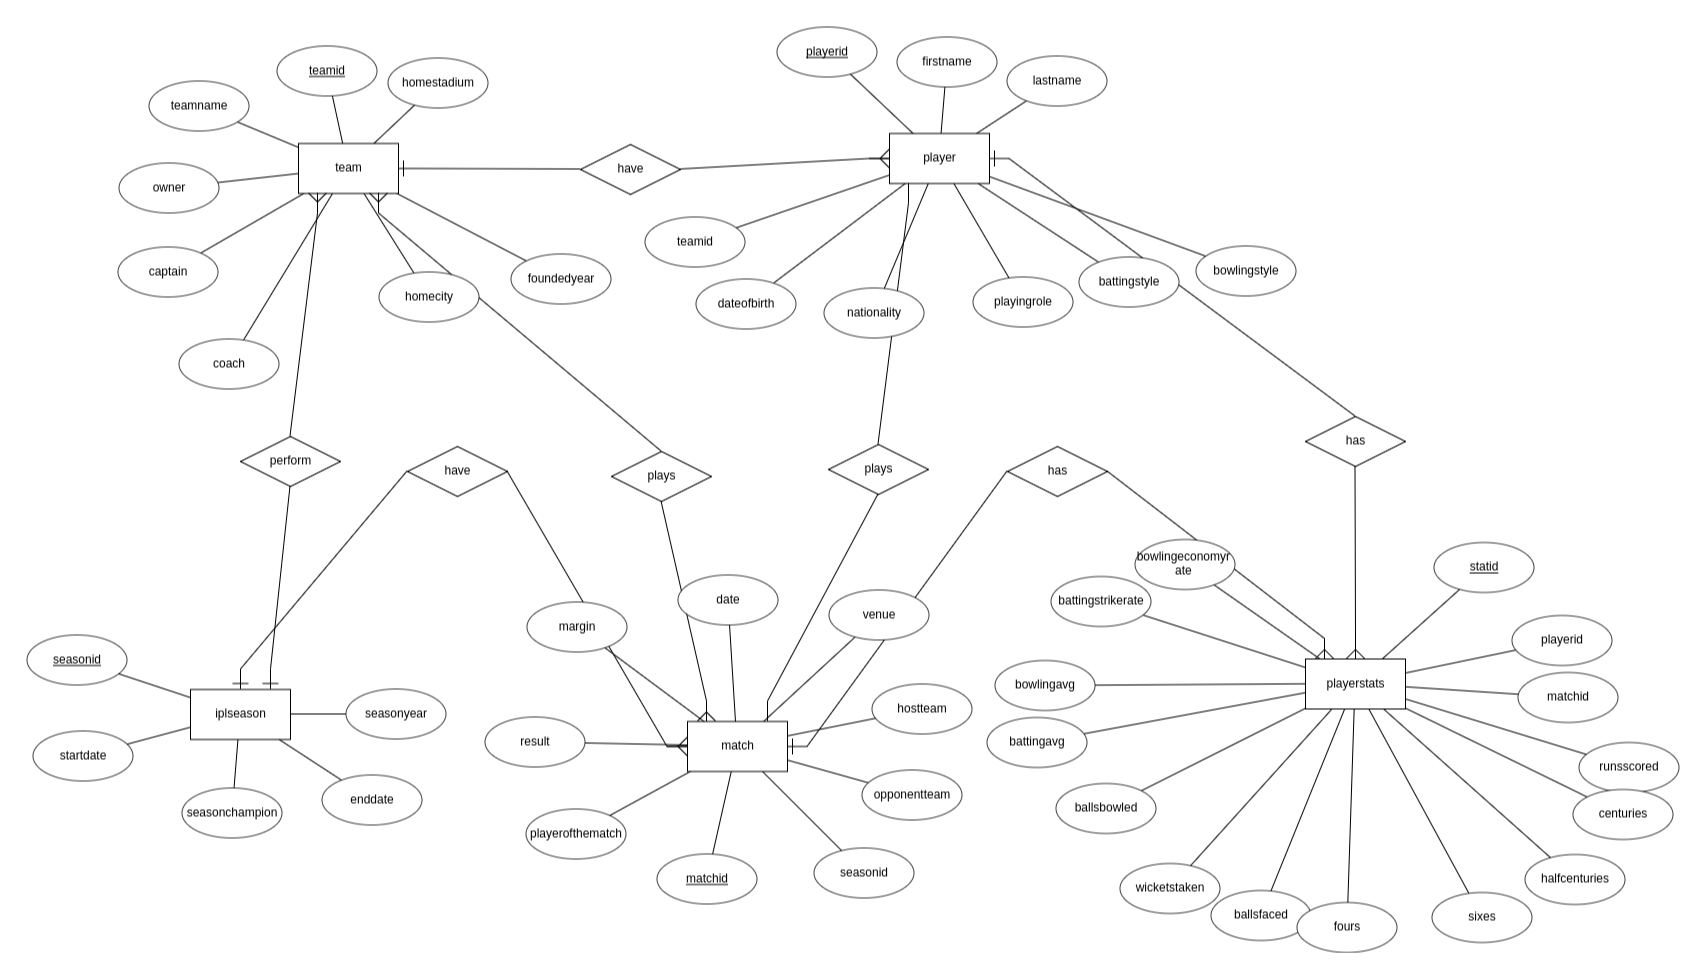 playerid
firstname
teamid
lastname
homestadium
teamname
player
team
have
owner
teamid
captain
foundedyear
bowlingstyle
battingstyle
homecity
playingrole
dateofbirth
nationality
coach
has
perform
have
plays
plays
has
bowlingeconomyr
ate
statid
battingstrikerate
date
venue
margin
playerid
seasonid
playerstats
bowlingavg
matchid
hostteam
iplseason
seasonyear
result
match
battingavg
startdate
runsscored
opponentteam
enddate
ballsbowled
seasonchampion
centuries
playerofthematch
seasonid
matchid
halfcenturies
wicketstaken
ballsfaced
sixes
fours